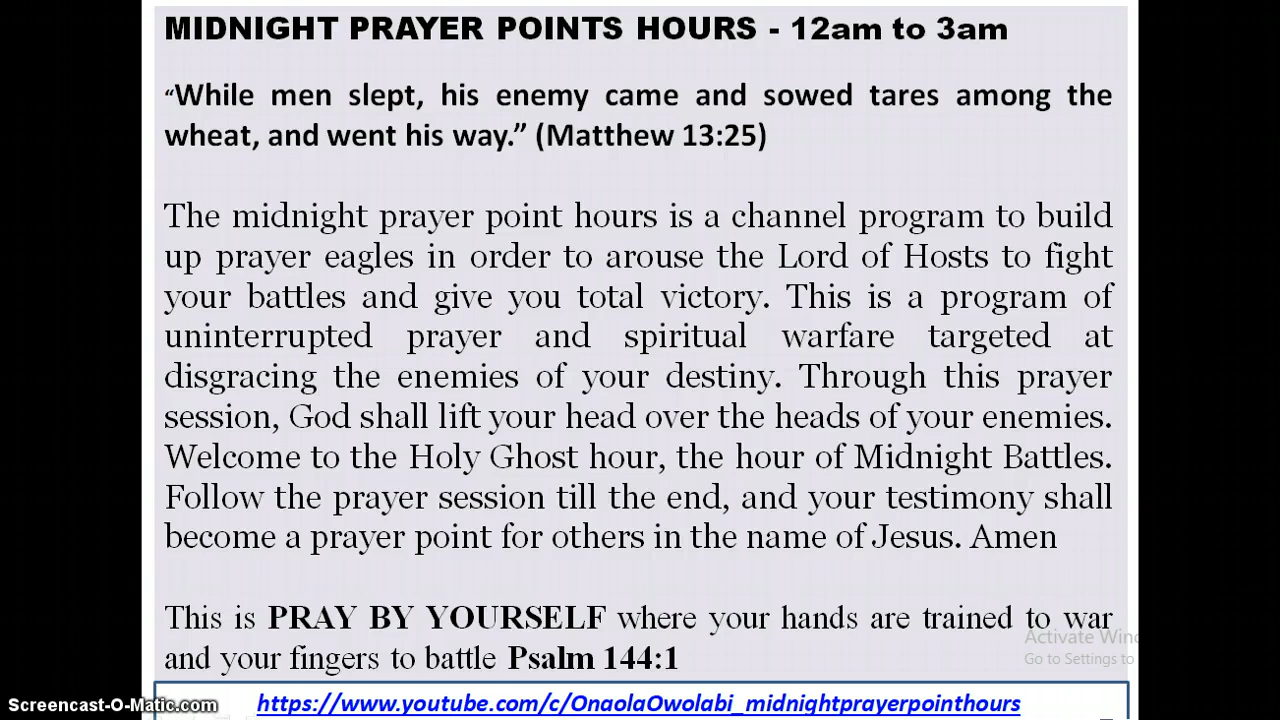 MIDNIGHT PRAYER POINTS HOURS - 12am to 3am
“While men slept, his enemy came and sowed tares among the
wheat, and went his way.” (Matthew 13:25)
The midnight prayer point hours is a channel program to build
up prayer eagles in order to arouse the Lord of Hosts to fight
your battles and give you total victory. This is a program of
uninterrupted prayer and spiritual warfare targeted at
disgracing the enemies of your destiny. Through this prayer
session, God shall lift your head over the heads of your enemies.
Welcome to the Holy Ghost hour, the hour of Midnight Battles.
Follow the prayer session till the end, and your testimony shall
become a prayer point for others in the name of Jesus. Amen
This is PRAY BY YOURSELF where your hands are trained to war
and your fingers to battle Psalm 144:1
Activate Winc
Go to Settings to
https://www.youtube.com/c/OnaolaOwolabi_midnightprayerpointhours
Screencast-O-Matic.com